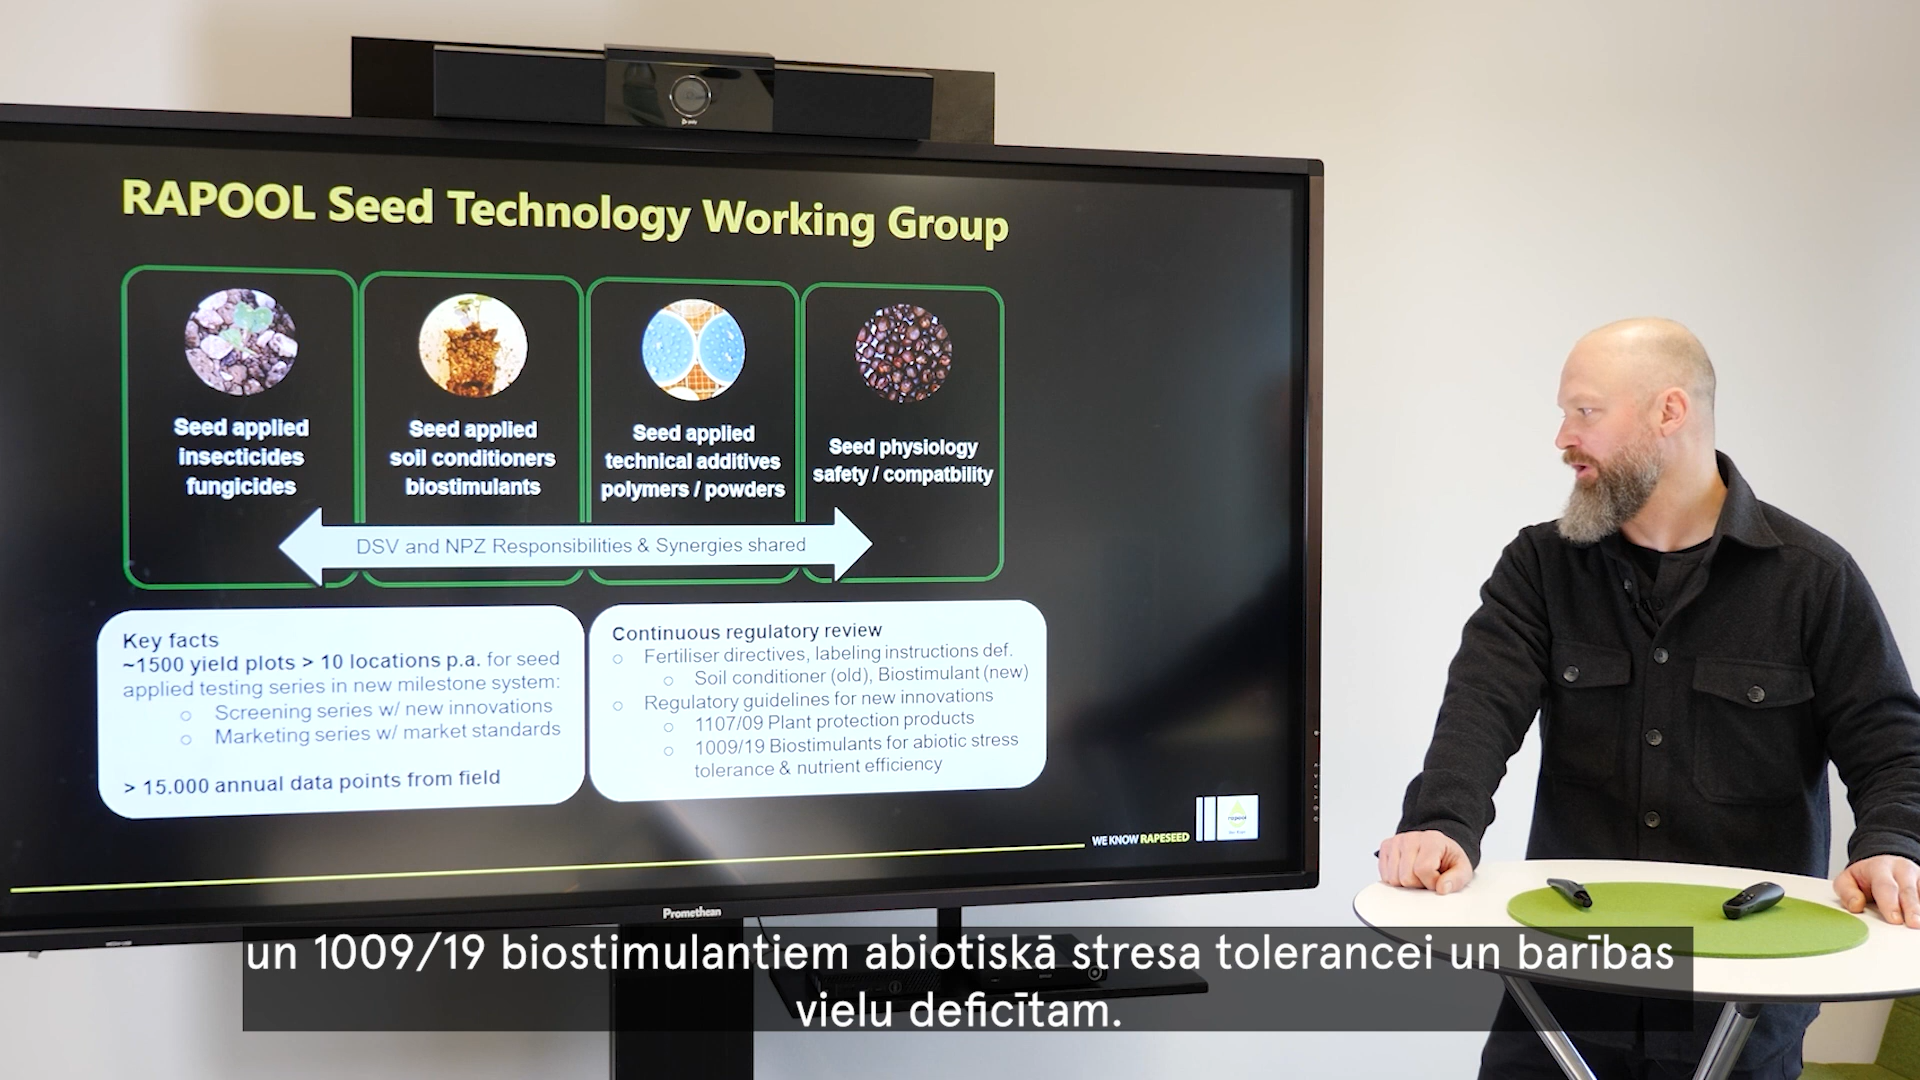 poly
RAPOOL Seed Technology Working Group
Seed applied
insecticides
fungicides
Seed applied
soil conditioners
biostimulants
Seed applied
technical additives
polymers / powders
Seed physiology
safety / compatbility
DSV and NPZ Responsibilities & Synergies shared
Key facts
~1500 yield plots > 10 locations p.a. for seed
applied testing series in new milestone system:
○ Screening series w/ new innovations
○ Marketing series w/ market standards
> 15.000 annual data points from field
Continuous regulatory review
○ Fertiliser directives, labeling instructions def.
○ Soil conditioner (old), Biostimulant (new)
○ Regulatory guidelines for new innovations
○ 1107/09 Plant protection products
○ 1009/19 Biostimulants for abiotic stress
tolerance & nutrient efficiency
WE KNOW RAPESEED
rapool
Promethean
un 1009/19 biostimulantiem abiotiskā stresa tolerancei un barības
vielu deficītam.